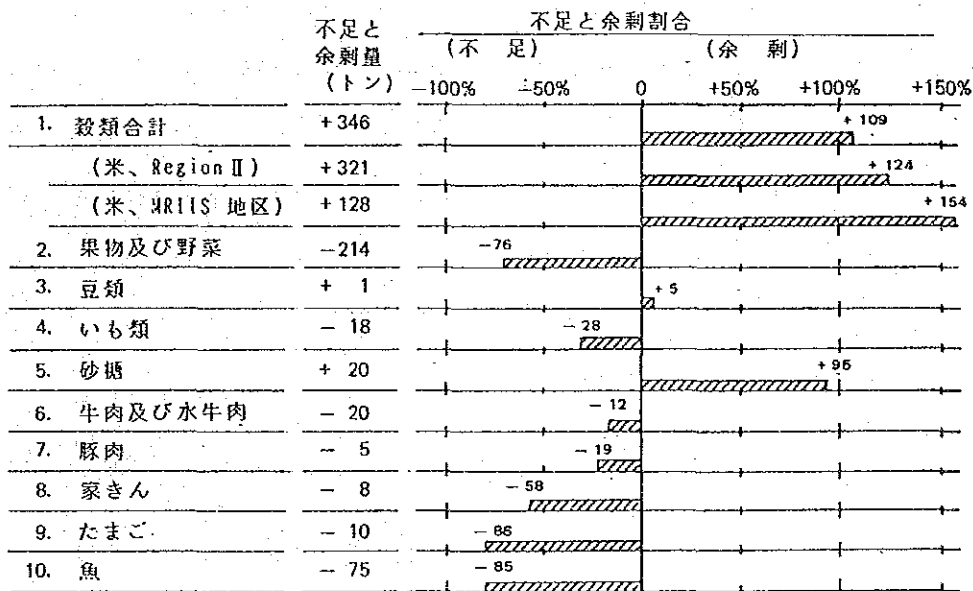 不足と余剰割合
不足と余剰量(トン)
(不 足) (余 剰)
−100% −50% 0 +50% +100% +150%
1. 穀類合計 +346 +109
(米、Region Ⅱ) +321 +124
(米、MRIIS 地区) +128 +154
2. 果物及び野菜 −214 −76
3. 豆類 + 1 + 5
4. いも類 − 18 − 28
5. 砂糖 + 20 +95
6. 牛肉及び水牛肉 − 20 − 12
7. 豚肉 − 5 − 19
8. 家きん − 8 − 58
9. たまご − 10
10. 魚 − 75 − 85